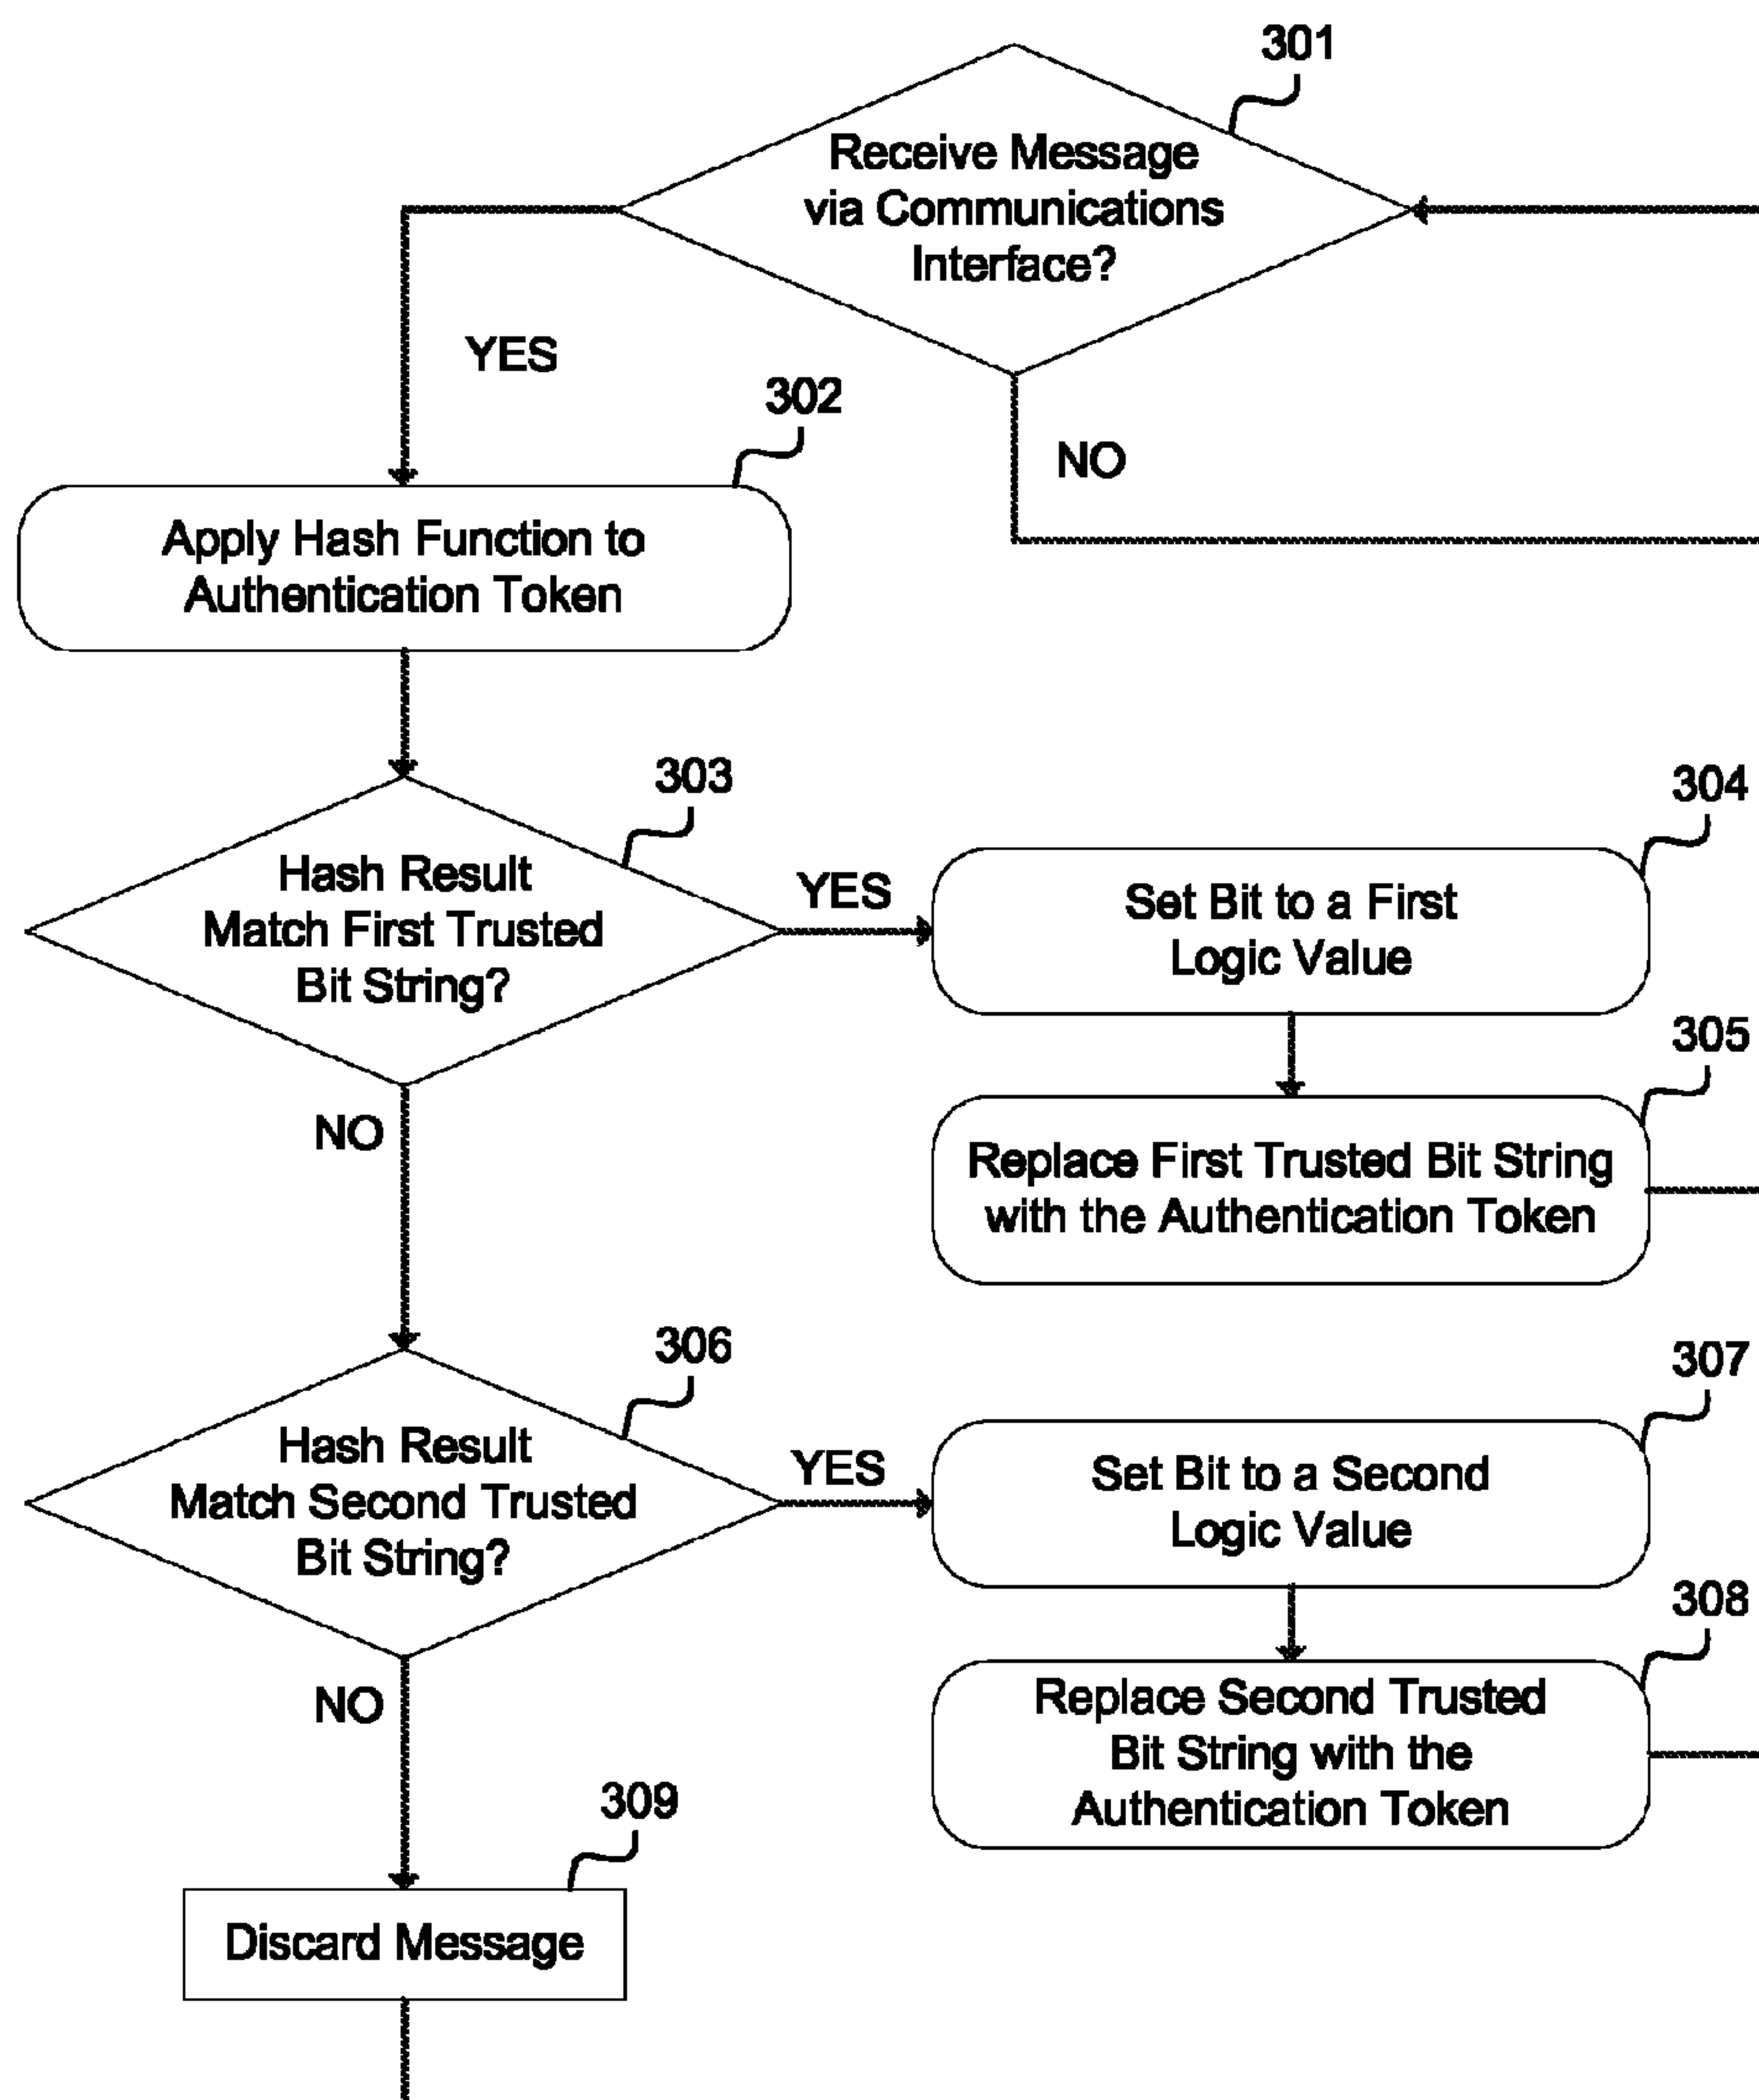 301
Receive Message
via Communications
Interface?
YES
NO
302
Apply Hash Function to
Authentication Token
303
Hash Result
Match First Trusted
Bit String?
YES
NO
304
Set Bit to a First
Logic Value
305
Replace First Trusted Bit String
with the Authentication Token
306
Hash Result
Match Second Trusted
Bit String?
YES
NO
307
Set Bit to a Second
Logic Value
308
Replace Second Trusted
Bit String with the
Authentication Token
309
Discard Message